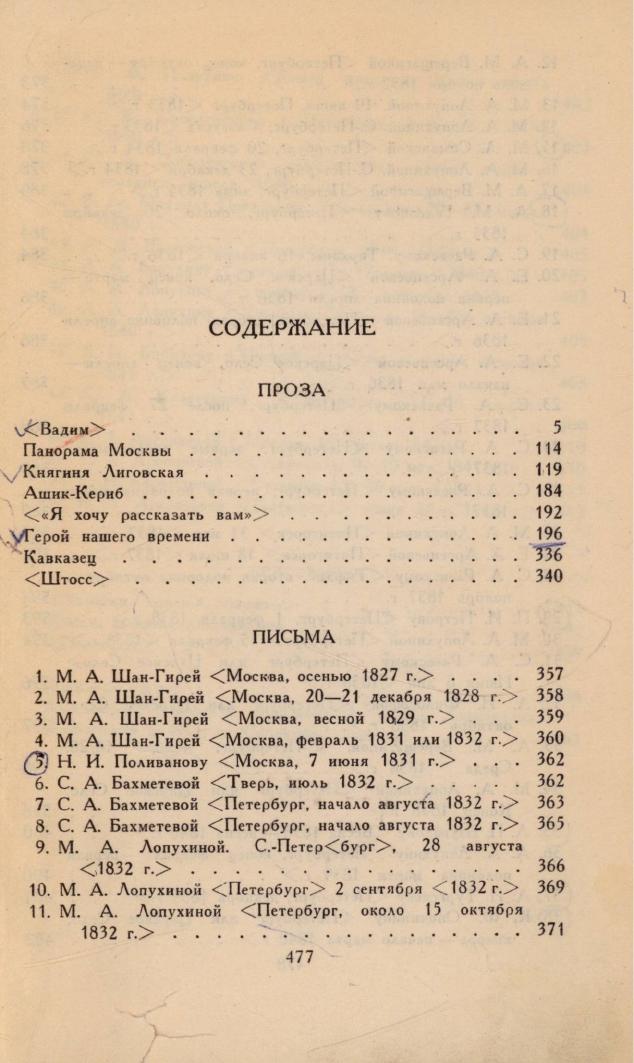 СОДЕРЖАНИЕ
ПРОЗА
<Вадим> . . . . . . . . . . . . . . . . . . 5
Панорама Москвы . . . . . . . . . . . . . . 114
Княгиня Лиговская . . . . . . . . . . . . . 119
Ашик-Кериб . . . . . . . . . . . . . . . . 184
<«Я хочу рассказать вам»> . . . . . . . . . . 192
Герой нашего времени . . . . . . . . . . . . 196
Кавказец . . . . . . . . . . . . . . . . . 336
<Штосс> . . . . . . . . . . . . . . . . . 340
ПИСЬМА
1. М. А. Шан-Гирей <Москва, осенью 1827 г.> . . . . 357
2. М. А. Шан-Гирей <Москва, 20—21 декабря 1828 г.> 358
3. М. А. Шан-Гирей <Москва, весной 1829 г.> . . . 359
4. М. А. Шан-Гирей <Москва, февраль 1831 или 1832 г.> 360
5. Н. И. Поливанову <Москва, 7 июня 1831 г.> . . . 362
6. С. А. Бахметевой <Тверь, июль 1832 г.> . . . . . 362
7. С. А. Бахметевой <Петербург, начало августа 1832 г.> 363
8. С. А. Бахметевой <Петербург, начало августа 1832 г.> 365
9. М. А. Лопухиной. С.-Петер<бург>, 28 августа
<1832 г.> . . . . . . . . . . . . . . . . 366
10. М. А. Лопухиной <Петербург> 2 сентября <1832 г.> 369
11. М. А. Лопухиной <Петербург, около 15 октября
1832 г.> . . . . . . . . . . . . . . . . . 371
477